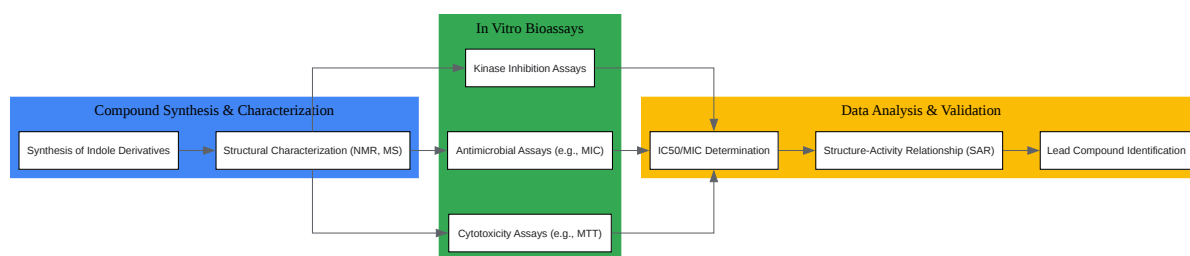 In Vitro Bioassays
Kinase Inhibition Assays
Compound Synthesis & Characterization
Data Analysis & Validation
Synthesis of Indole Derivatives
Structural Characterization (NMR, MS)
Antimicrobial Assays (e.g., MIC)
IC50/MIC Determination
Structure-Activity Relationship (SAR)
Lead Compound Identification
Cytotoxicity Assays (e.g., MTT)